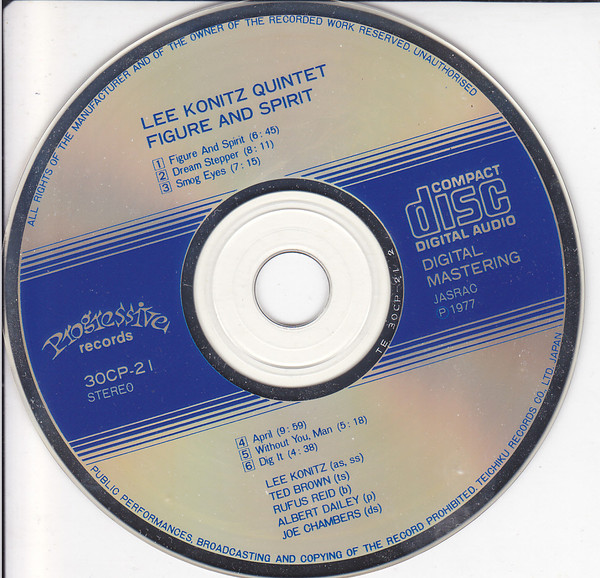 ALL RIGHTS OF THE MANUFACTURER AND OF THE OWNER OF THE RECORDED WORK RESERVED. UNAUTHORISED
LEE KONITZ QUINTET
FIGURE AND SPIRIT
1 Figure And Spirit (6:45)
2 Dream Stepper (8:11)
3 Smog Eyes (7:15)
COMPACT
disc
DIGITAL AUDIO
DIGITAL
MASTERING
JASRAC
P 1977
Progressive
records
30CP-21
STEREO
TE 30CP-21 2
4 April (9:59)
5 Without You, Man (5:18)
6 Dig It (4:38)
LEE KONITZ (as, ss)
TED BROWN (ts)
RUFUS REID (b)
ALBERT DAILEY (p)
JOE CHAMBERS (ds)
PUBLIC PERFORMANCES, BROADCASTING AND COPYING OF THE RECORD PROHIBITED. TEICHIKU RECORDS CO., LTD. JAPAN